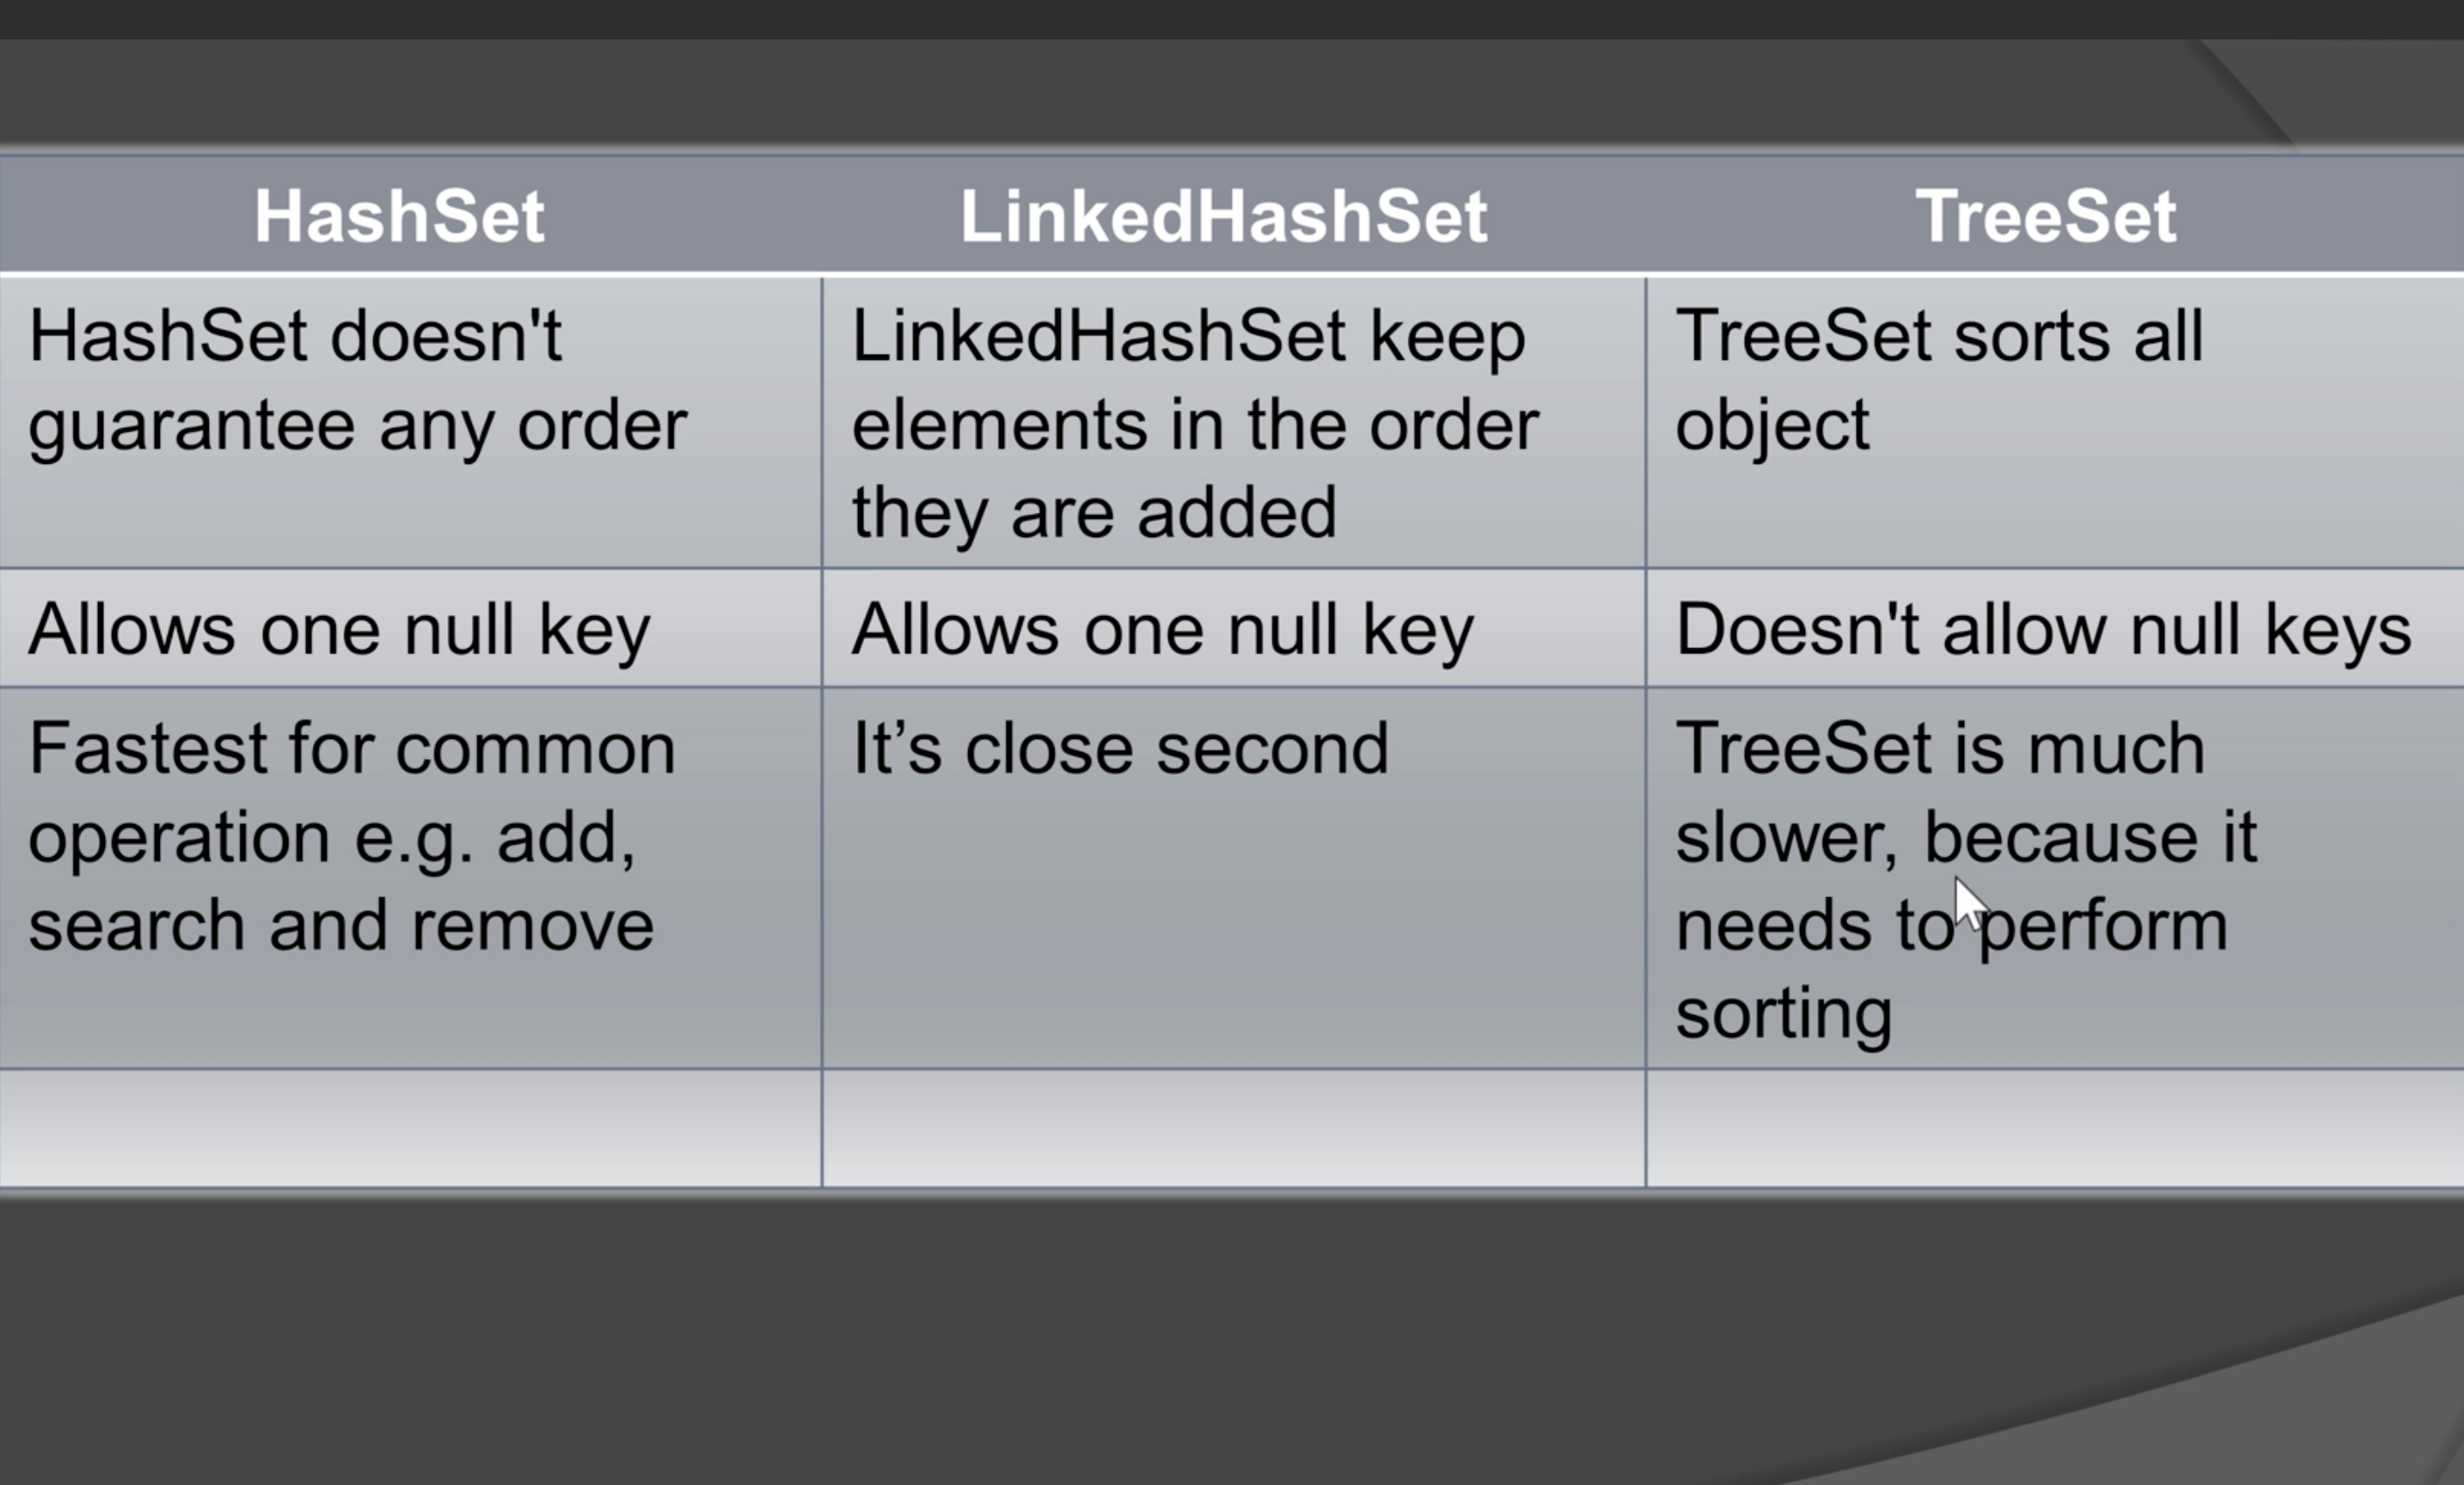 HashSet
LinkedHashSet
TreeSet
HashSet doesn't
guarantee any order
LinkedHashSet keep
elements in the order
they are added
TreeSet sorts all
object
Allows one null key
Allows one null key
Doesn't allow null keys
Fastest for common
operation e.g. add,
search and remove
It’s close second
TreeSet is much
slower, because it
needs to perform
sorting